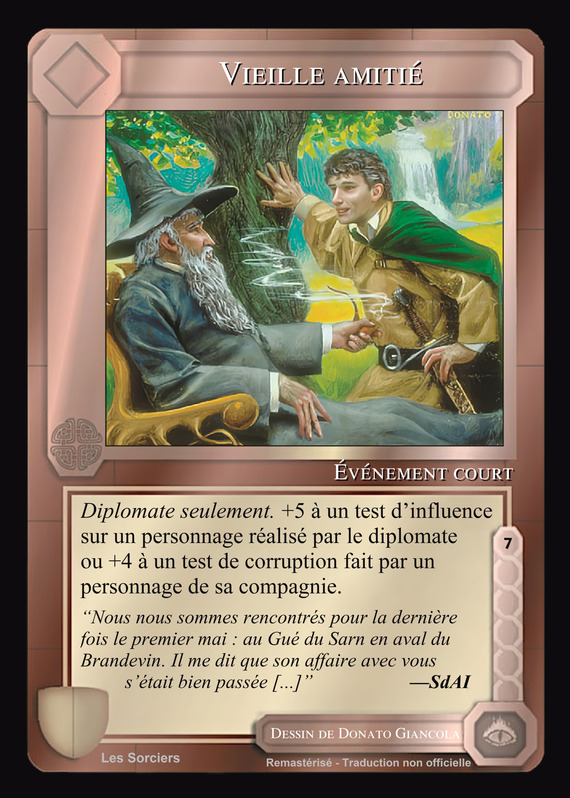 VIEILLE AMITIÉ
DONATO
ÉVÉNEMENT COURT
Diplomate seulement. +5 à un test d’influence
sur un personnage réalisé par le diplomate
ou +4 à un test de corruption fait par un
personnage de sa compagnie.
7
“Nous nous sommes rencontrés pour la dernière
fois le premier mai : au Gué du Sarn en aval du
Brandevin. Il me dit que son affaire avec vous
s’était bien passée [...]” —SdAI
DESSIN DE DONATO GIANCOLA
Les Sorciers
Remastérisé - Traduction non officielle